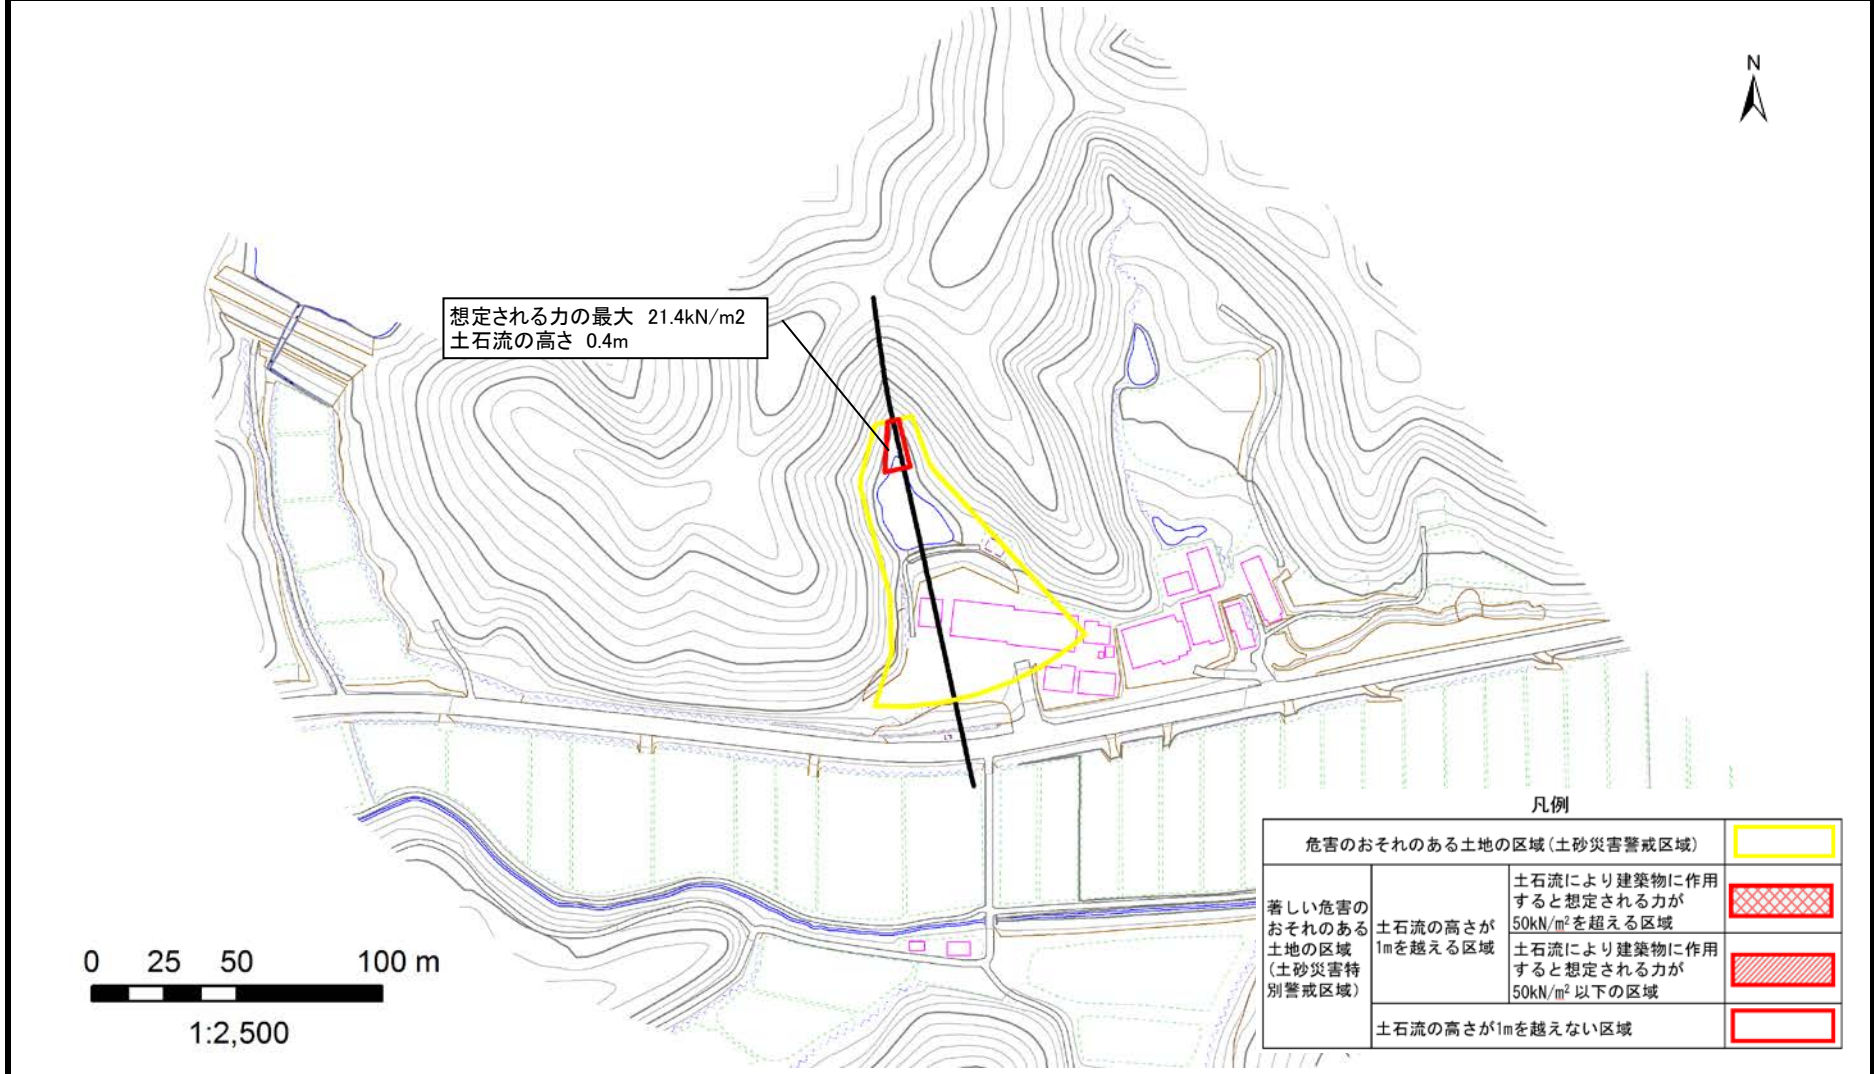 N
想定される力の最大 21.4kN/m2
土石流の高さ 0.4m
凡例
危害のおそれのある土地の区域(土砂災害警戒区域)
著しい危害の
おそれのある
土地の区域
(土砂災害特
別警戒区域)
土石流の高さが
1mを越える区域
土石流により建築物に作用
すると想定される力が
50kN/m²を超える区域
土石流により建築物に作用
すると想定される力が
50kN/m² 以下の区域
土石流の高さが1mを越えない区域
0 25 50 100 m
1:2,500